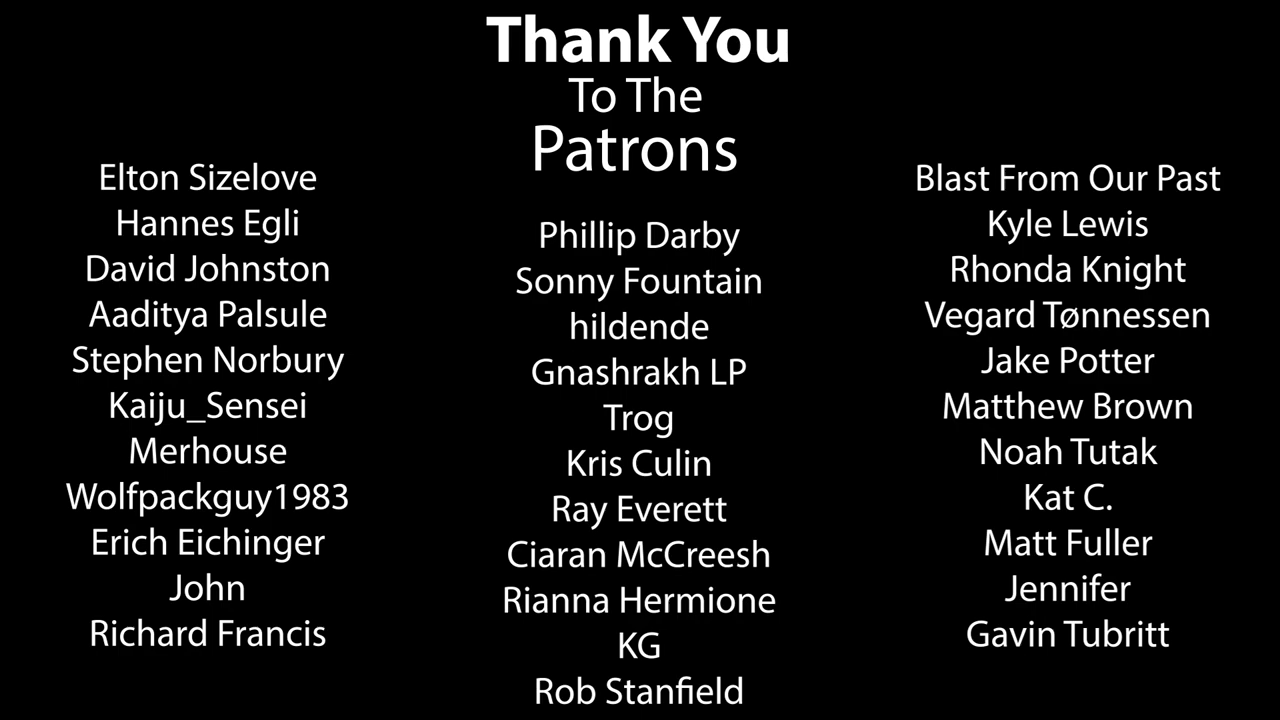 Thank You
To The
Patrons
Elton Sizelove
Hannes Egli
David Johnston
Aaditya Palsule
Stephen Norbury
Kaiju_Sensei
Merhouse
Wolfpackguy1983
Erich Eichinger
John
Richard Francis
Phillip Darby
Sonny Fountain
hildende
Gnashrakh LP
Trog
Kris Culin
Ray Everett
Ciaran McCreesh
Rianna Hermione
KG
Rob Stanfield
Blast From Our Past
Kyle Lewis
Rhonda Knight
Vegard Tønnessen
Jake Potter
Matthew Brown
Noah Tutak
Kat C.
Matt Fuller
Jennifer
Gavin Tubritt